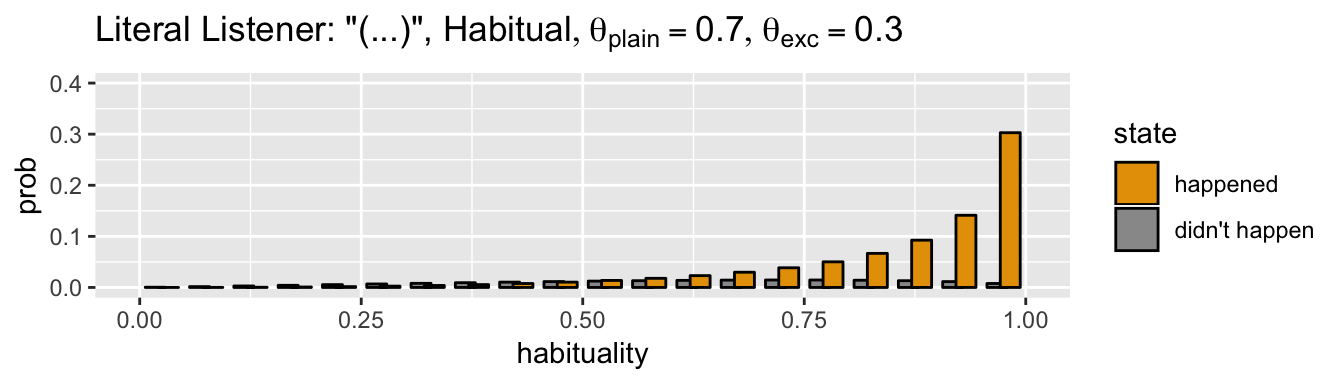 Literal Listener: "(...)", Habitual, θplain = 0.7, θexc = 0.3
0.4
0.3
0.2
0.1
0.0
prob
0.00 0.25 0.50 0.75 1.00
habituality
state
happened
didn't happen